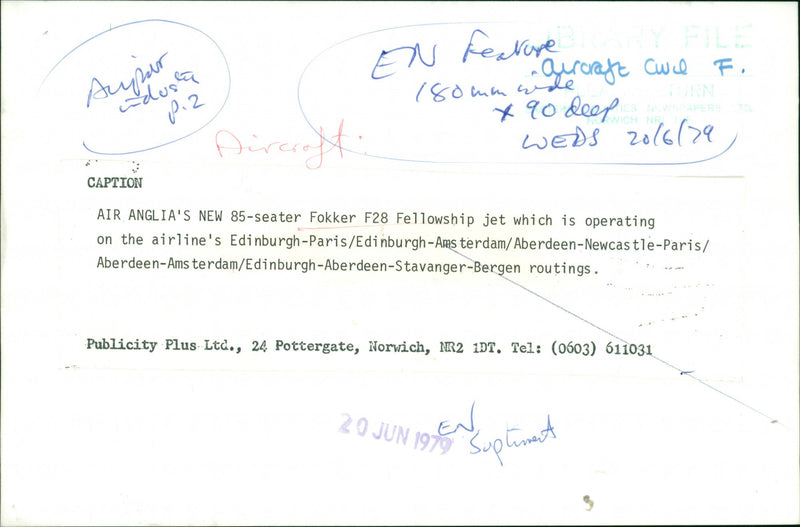 Airport
p.2
EN Feature
180mm wide
x 90 deep
WEDS 20/6/79
LIBRARY FILE
Aircraft Civil F.
NORWICH
Aircraft:
CAPTION
AIR ANGLIA'S NEW 85-seater Fokker F28 Fellowship jet which is operating
on the airline's Edinburgh-Paris/Edinburgh-Amsterdam/Aberdeen-Newcastle-Paris/
Aberdeen-Amsterdam/Edinburgh-Aberdeen-Stavanger-Bergen routings.
Publicity Plus Ltd., 24 Pottergate, Norwich, NR2 1DT. Tel: (0603) 611031
20 JUN 1979
EN